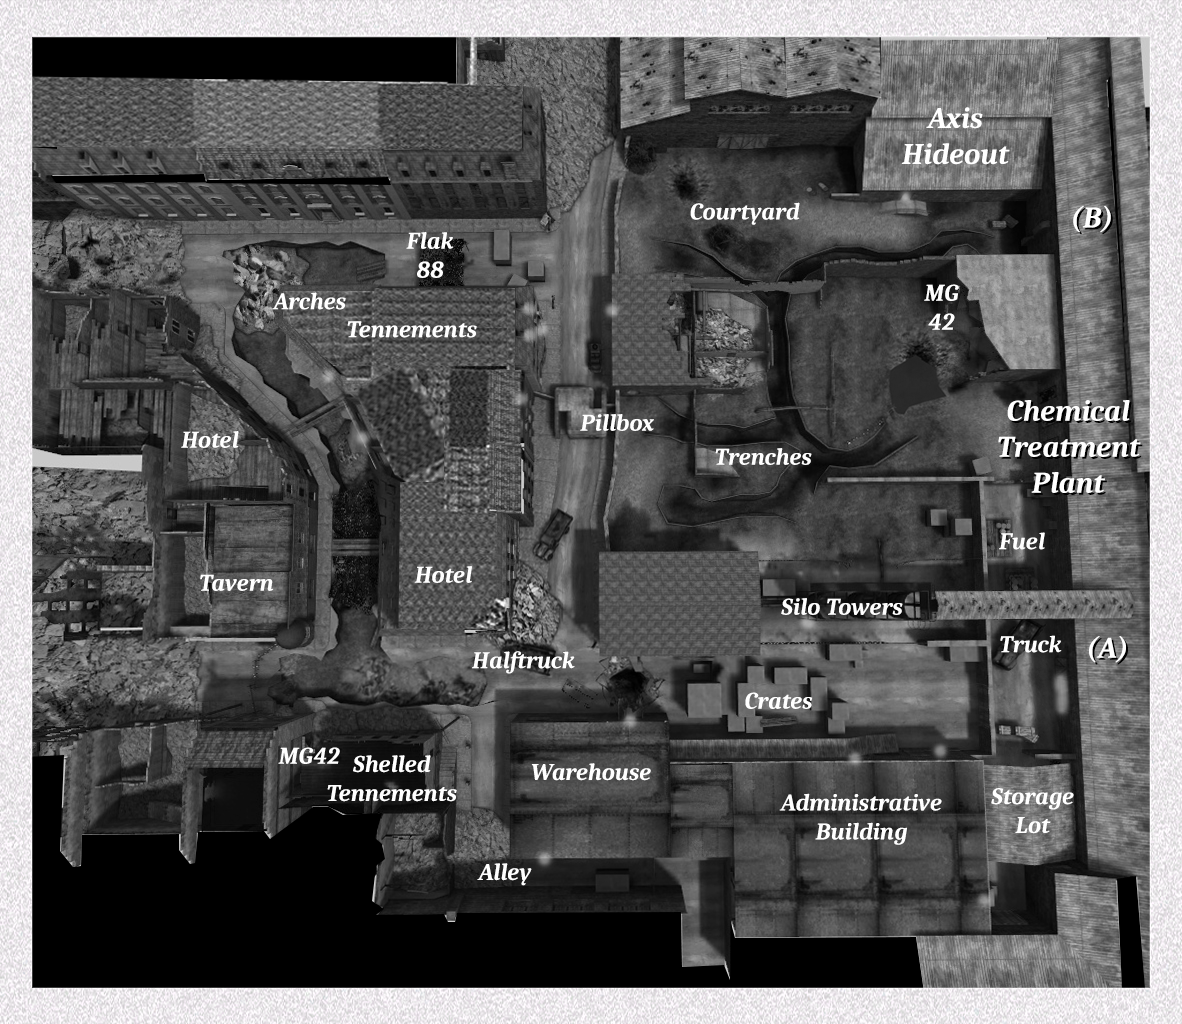 Axis
Hideout
Courtyard
(B)
Flak
88
Arches
Tennements
MG
42
Hotel
Pillbox
Chemical
Treatment
Plant
Trenches
Fuel
Tavern
Hotel
Silo Towers
Truck
(A)
Halftruck
Crates
MG42
Shelled
Tennements
Warehouse
Administrative
Building
Storage
Lot
Alley